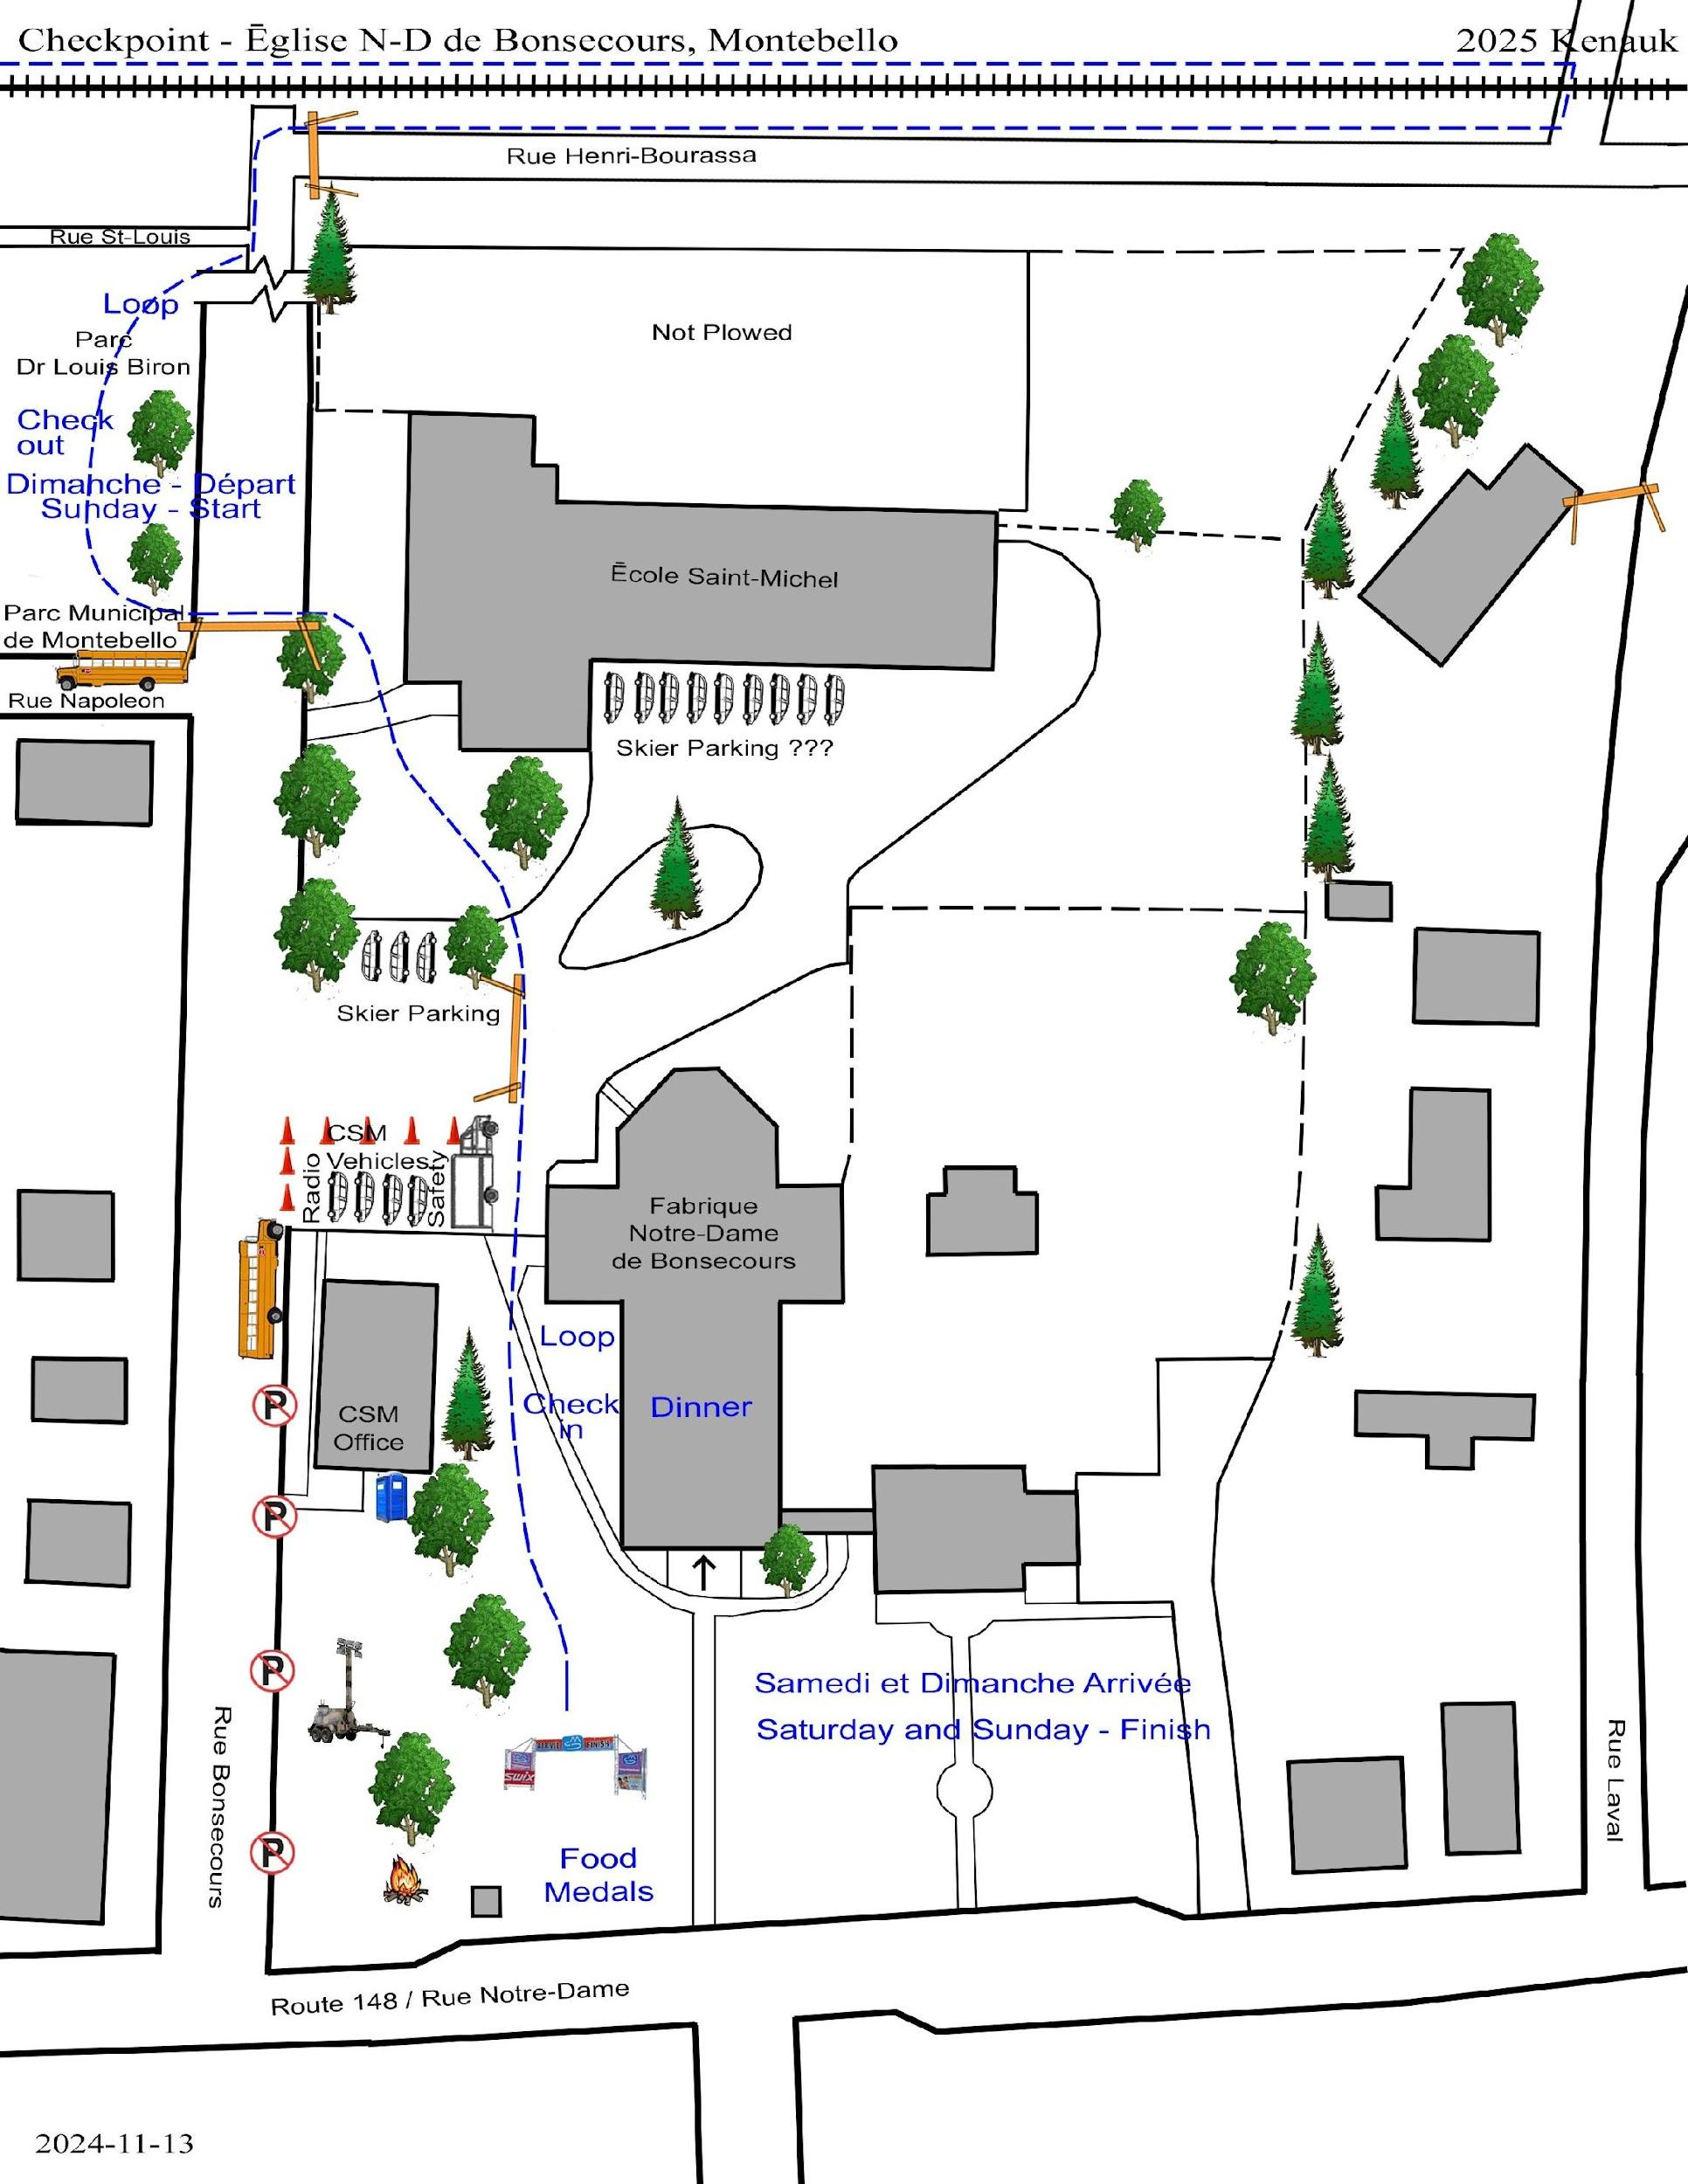 Checkpoint - Ēglise N-D de Bonsecours, Montebello
2025 Kenauk
Rue Henri-Bourassa
Rue St-Louis
Loop
Parc
Dr Louis Biron
Not Plowed
Check
out
Dimanche - Départ
Sunday - Start
Ēcole Saint-Michel
Parc Municipal
de Montebello
Rue Napoleon
Skier Parking ???
Skier Parking
CSM
Vehicles
Radio
Safety
Fabrique
Notre-Dame
de Bonsecours
Loop
Check
in
Dinner
CSM
Office
P
P
P
P
Samedi et Dimanche Arrivée
Saturday and Sunday - Finish
FINISH
swix
Rue Bonsecours
Rue Laval
Food
Medals
Route 148 / Rue Notre-Dame
2024-11-13